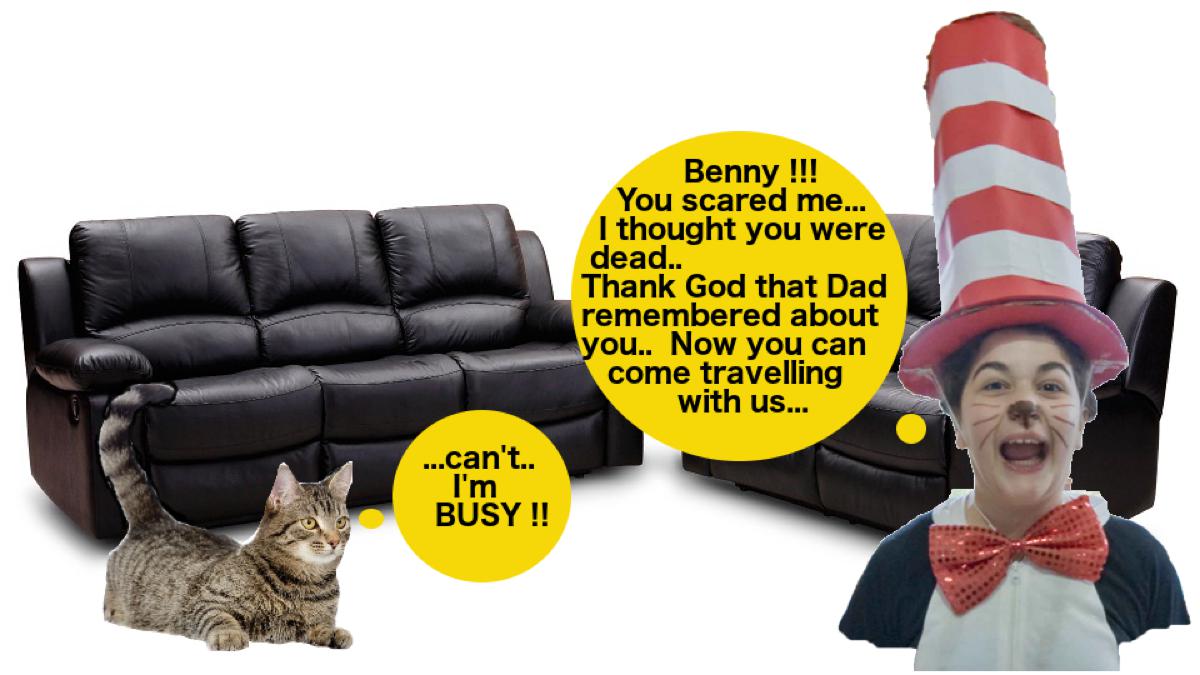 Benny !!!
You scared me...
I thought you were
dead..
Thank God that Dad
remembered about
you.. Now you can
come travelling
with us...
...can't..
I'm
BUSY !!